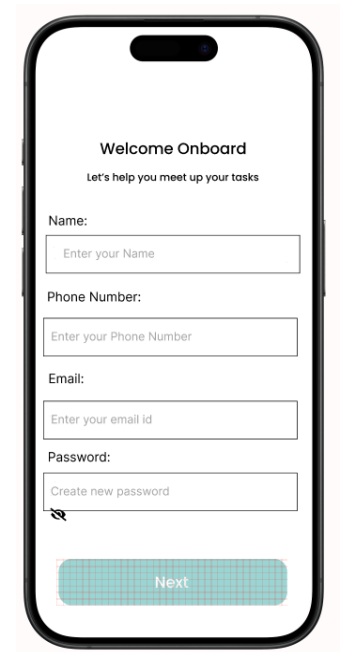 Welcome Onboard
Let's help you meet up your tasks
Name:
Enter your Name
Phone Number:
Enter your Phone Number
Email:
Enter your email id
Password:
Create new password
Next